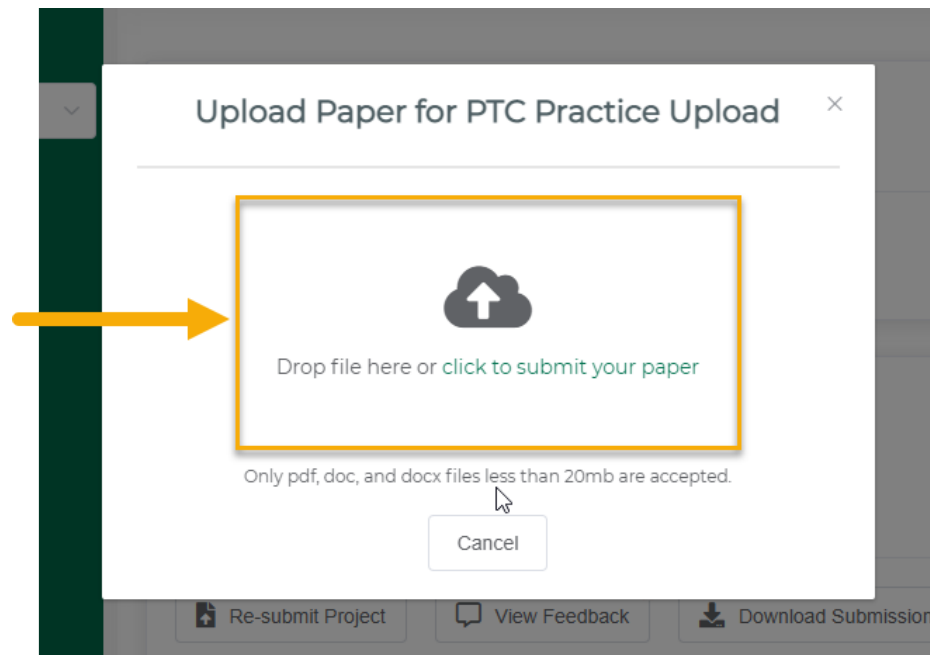 Upload Paper for PTC Practice Upload
Drop file here or click to submit your paper
Only pdf, doc, and docx files less than 20mb are accepted.
Cancel
Re-submit Project View Feedback Download Submission